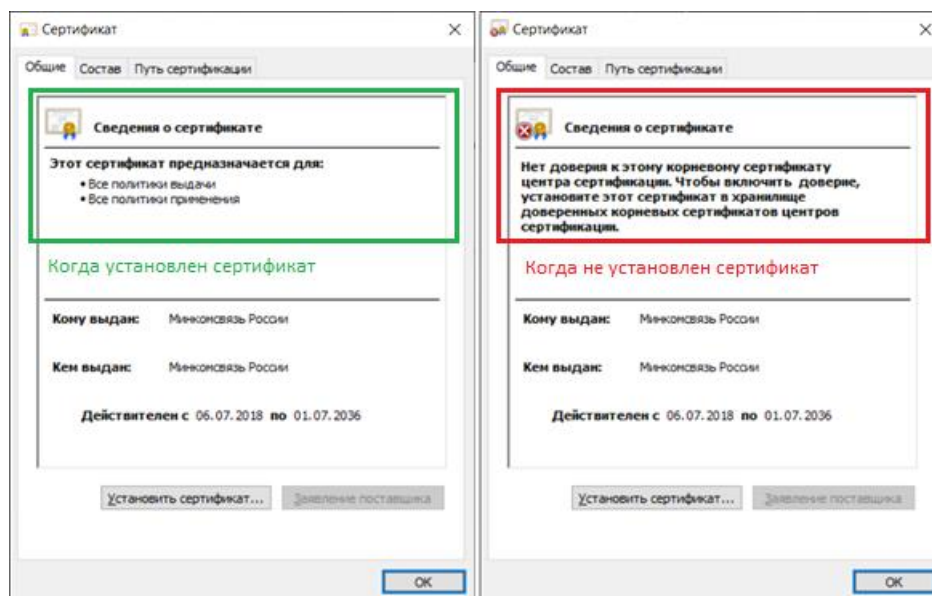 Сертификат
Общие Состав Путь сертификации
Сведения о сертификате
Этот сертификат предназначается для:
• Все политики выдачи
• Все политики применения
Когда установлен сертификат
Кому выдан: Минкомсвязь России
Кем выдан: Минкомсвязь России
Действителен с 06.07.2018 по 01.07.2036
Установить сертификат... Заявление поставщика
OK
Сертификат
Общие Состав Путь сертификации
Сведения о сертификате
Нет доверия к этому корневому сертификату
центра сертификации. Чтобы включить доверие,
установите этот сертификат в хранилище
доверенных корневых сертификатов центров
сертификации.
Когда не установлен сертификат
Кому выдан: Минкомсвязь России
Кем выдан: Минкомсвязь России
Действителен с 06.07.2018 по 01.07.2036
Установить сертификат... Заявление поставщика
OK